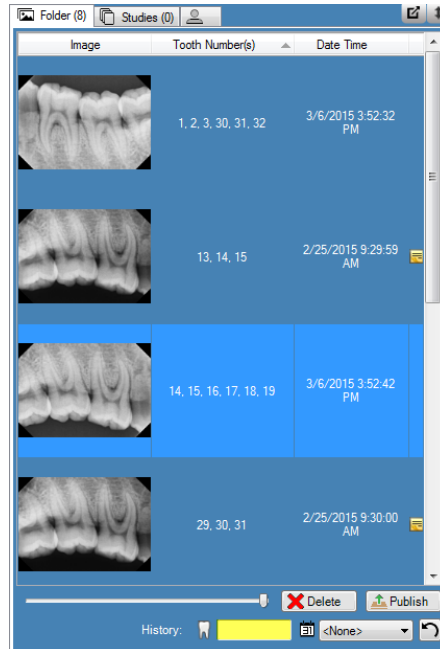 Folder (8) Studies (0)
Image Tooth Number(s) Date Time
1, 2, 3, 30, 31, 32 3/6/2015 3:52:32
PM
13, 14, 15 2/25/2015 9:29:59
AM
14, 15, 16, 17, 18, 19 3/6/2015 3:52:42
PM
29, 30, 31 2/25/2015 9:30:00
AM
Delete Publish
History: 31 <None>